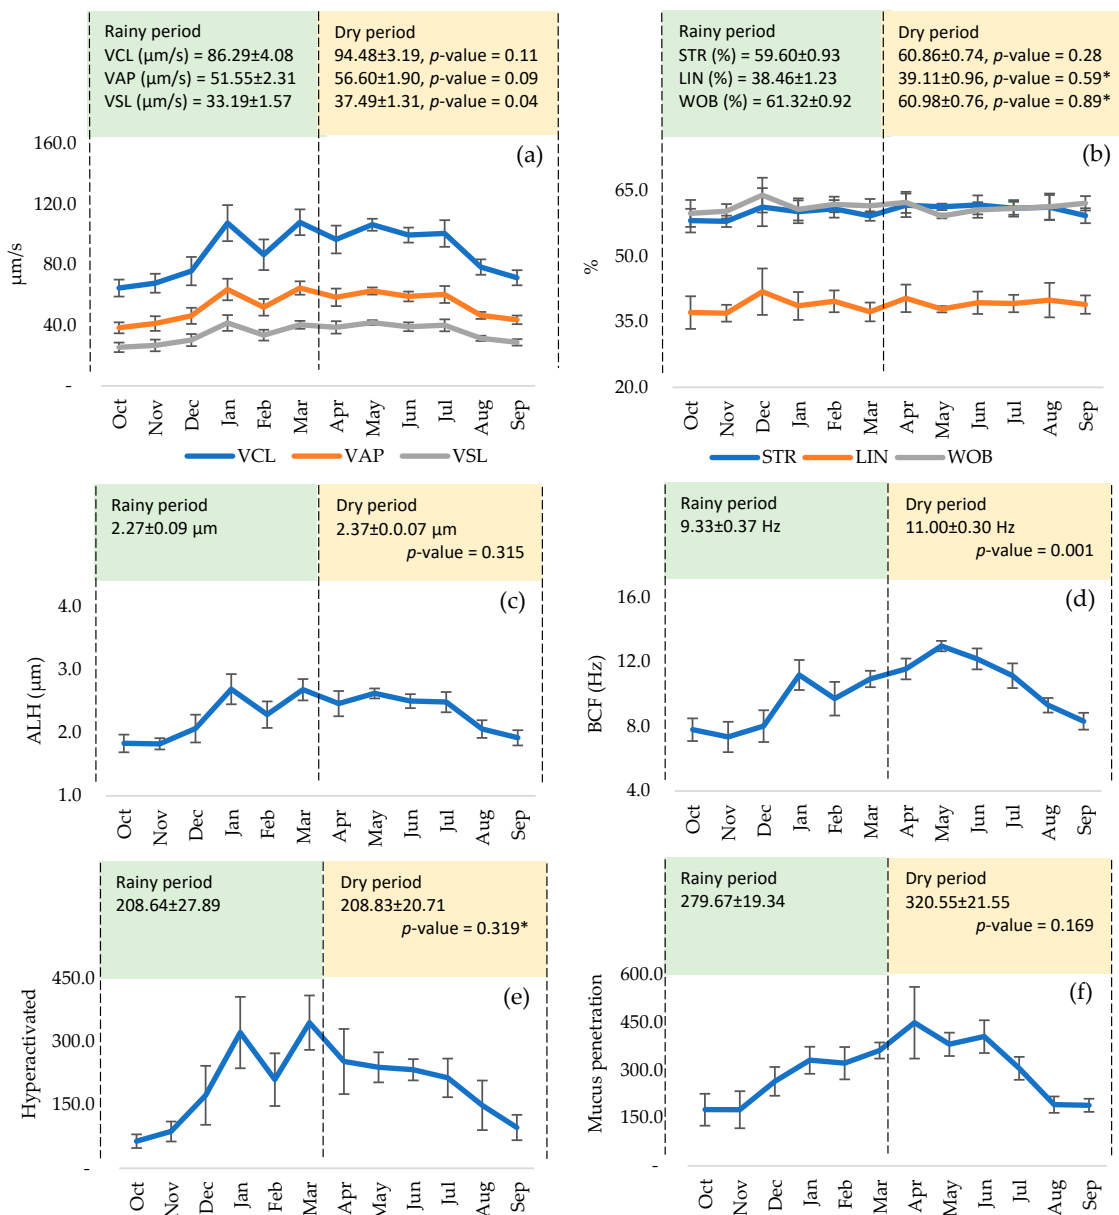 Rainy period
VCL (µm/s) = 86.29±4.08
VAP (µm/s) = 51.55±2.31
VSL (µm/s) = 33.19±1.57
Dry period
94.48±3.19, p-value = 0.11
56.60±1.90, p-value = 0.09
37.49±1.31, p-value = 0.04
(a)
µm/s
160.0
120.0
80.0
40.0
-
Oct
Nov
Dec
Jan
Feb
Mar
Apr
May
Jun
Jul
Aug
Sep
VCL
VAP
VSL
Rainy period
STR (%) = 59.60±0.93
LIN (%) = 38.46±1.23
WOB (%) = 61.32±0.92
Dry period
60.86±0.74, p-value = 0.28
39.11±0.96, p-value = 0.59*
60.98±0.76, p-value = 0.89*
(b)
%
65.0
50.0
35.0
20.0
Oct
Nov
Dec
Jan
Feb
Mar
Apr
May
Jun
Jul
Aug
Sep
STR
LIN
WOB
Rainy period
2.27±0.09 µm
Dry period
2.37±0.0.07 µm
p-value = 0.315
(c)
ALH (µm)
4.0
3.0
2.0
1.0
Oct
Nov
Dec
Jan
Feb
Mar
Apr
May
Jun
Jul
Aug
Sep
Rainy period
9.33±0.37 Hz
Dry period
11.00±0.30 Hz
p-value = 0.001
(d)
BCF (Hz)
16.0
12.0
8.0
4.0
Oct
Nov
Dec
Jan
Feb
Mar
Apr
May
Jun
Jul
Aug
Sep
Rainy period
208.64±27.89
Dry period
208.83±20.71
p-value = 0.319*
(e)
Hyperactivated
450.0
300.0
150.0
-
Oct
Nov
Dec
Jan
Feb
Mar
Apr
May
Jun
Jul
Aug
Sep
Rainy period
279.67±19.34
Dry period
320.55±21.55
p-value = 0.169
(f)
Mucus penetration
600.0
450.0
300.0
150.0
-
Oct
Nov
Dec
Jan
Feb
Mar
Apr
May
Jun
Jul
Aug
Sep